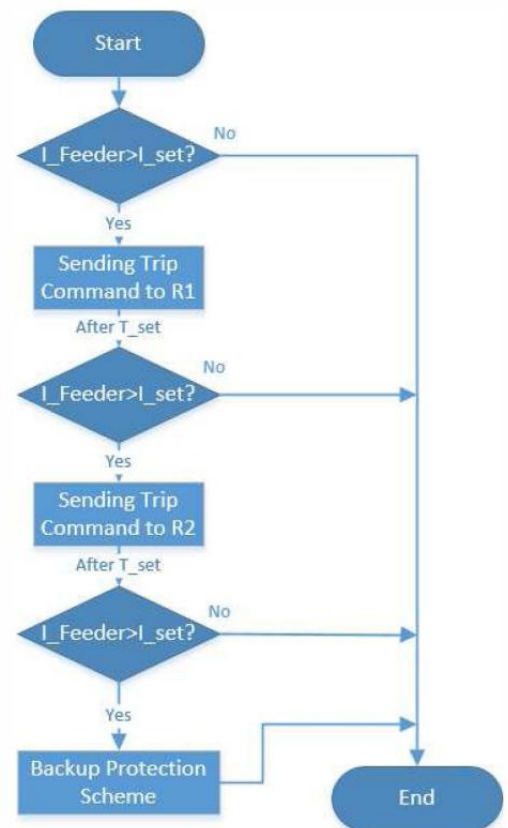 Start
No
I_Feeder>I_set?
Yes
Sending Trip
Command to R1
After T_set
No
I_Feeder>I_set?
Yes
Sending Trip
Command to R2
After T_set
No
I_Feeder>I_set?
Yes
Backup Protection
Scheme
End